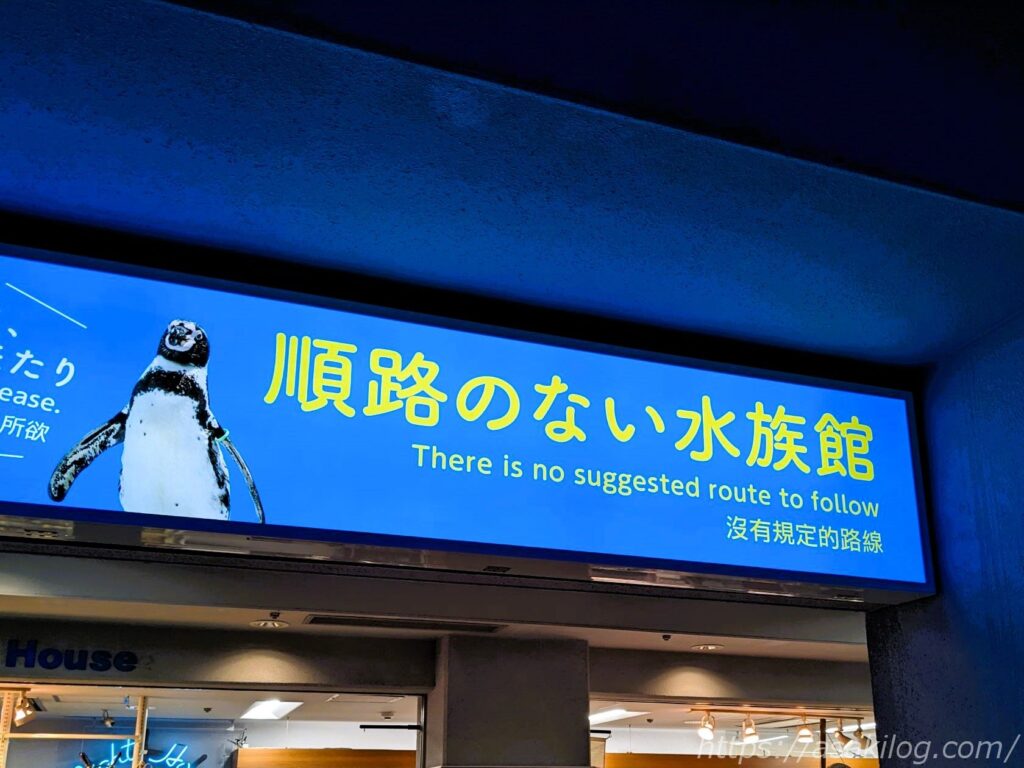 たり
ease.
所欲
順路のない水族館
There is no suggested route to follow
沒有規定的路線
House
https://asakilog.com/